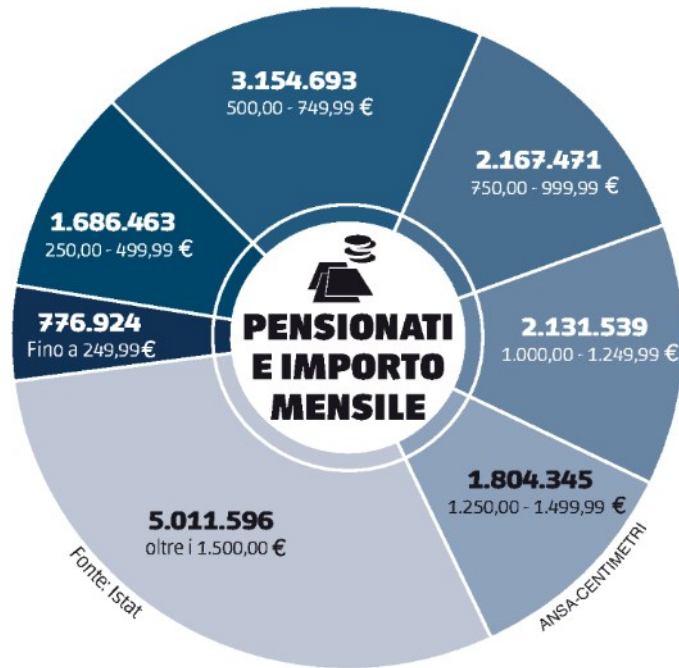 3.154.693
500,00 - 749,99 €
2.167.471
750,00 - 999,99 €
1.686.463
250,00 - 499,99 €
776.924
Fino a 249,99 €
PENSIONATI
E IMPORTO
MENSILE
2.131.539
1.000,00 - 1.249,99 €
1.804.345
1.250,00 - 1.499,99 €
5.011.596
oltre i 1.500,00 €
Fonte: Istat
ANSA-CENTIMETRI